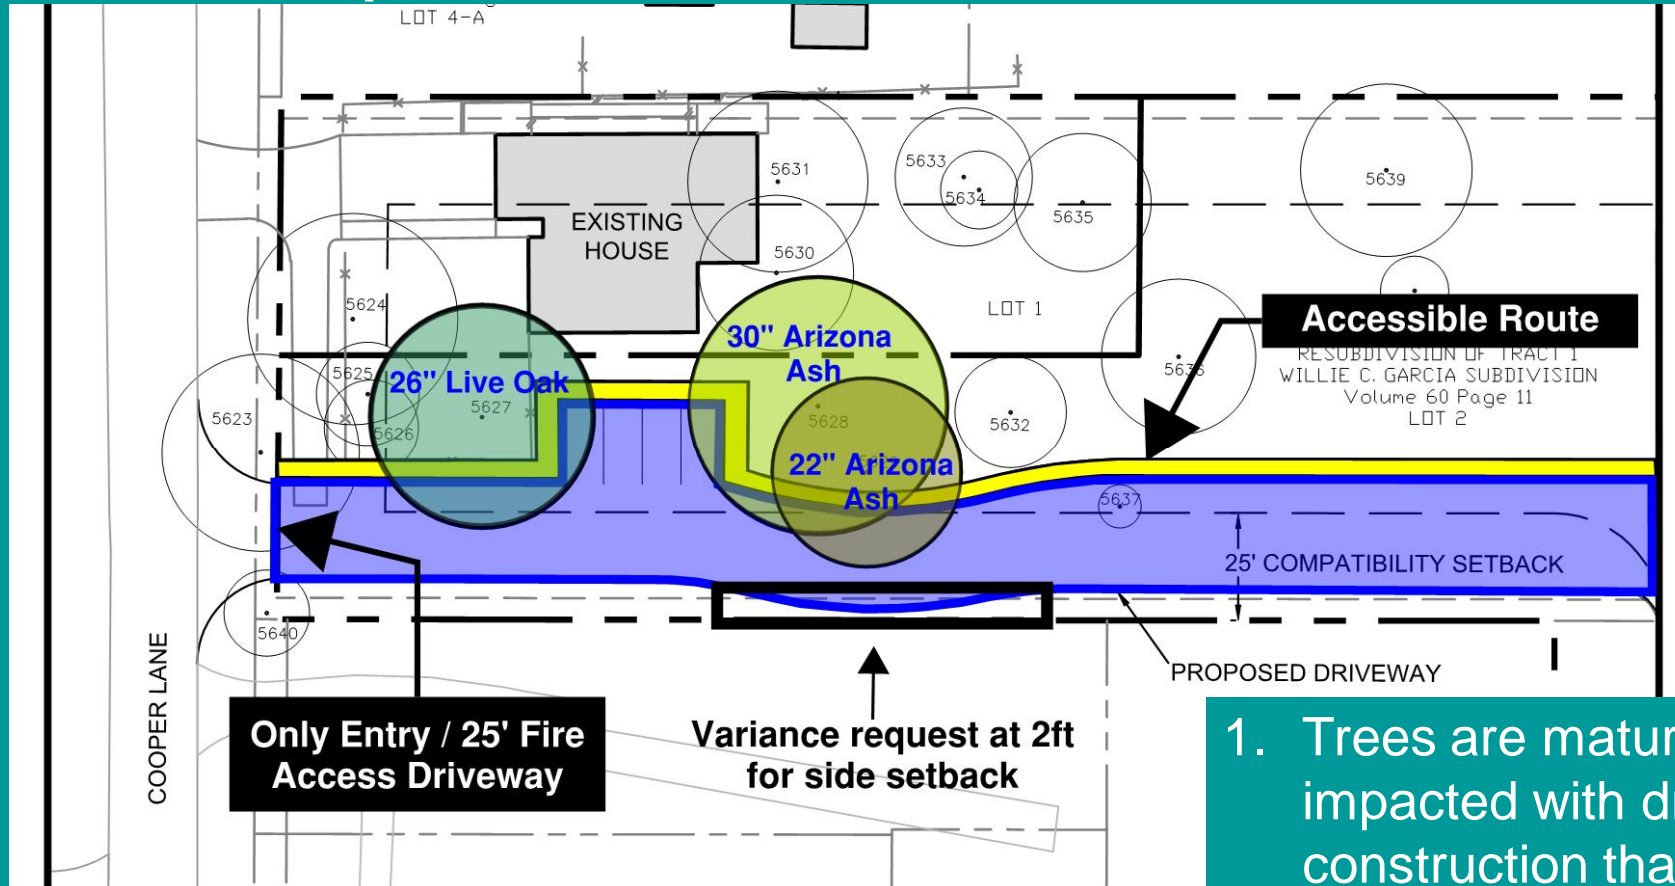 LOT 4-A
5631
5633
5634
5635
5639
EXISTING
HOUSE
5630
5624
LOT 1
Accessible Route
30" Arizona
Ash
RESUBDIVISION OF TRACT 1
WILLIE C. GARCIA SUBDIVISION
Volume 60 Page 11
LOT 2
5636
5625
26" Live Oak
5627
5623
5626
5628
5632
22" Arizona
Ash
5637
25' COMPATIBILITY SETBACK
5640
COOPER LANE
PROPOSED DRIVEWAY
Only Entry / 25' Fire
Access Driveway
Variance request at 2ft
for side setback
1. Trees are
impacted with
construction